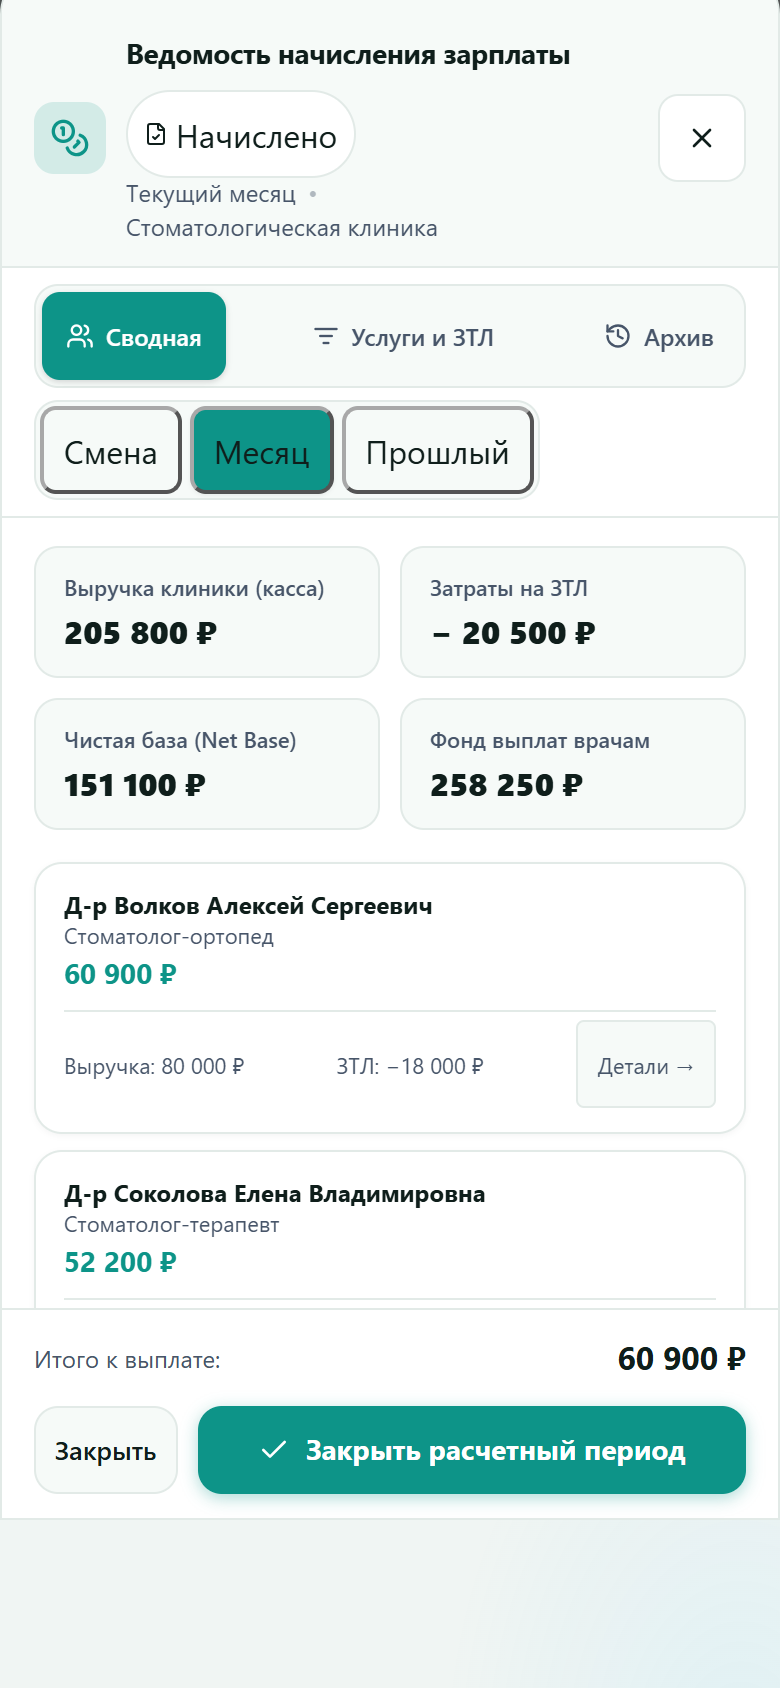 Ведомость начисления зарплаты
Начислено
Текущий месяц •
Стоматологическая клиника
Сводная
Услуги и ЗТЛ
Архив
Смена
Месяц
Прошлый
Выручка клиники (касса)
205 800 ₽
Затраты на ЗТЛ
− 20 500 ₽
Чистая база (Net Base)
151 100 ₽
Фонд выплат врачам
258 250 ₽
Д-р Волков Алексей Сергеевич
Стоматолог-ортопед
60 900 ₽
Выручка: 80 000 ₽
ЗТЛ: −18 000 ₽
Детали →
Д-р Соколова Елена Владимировна
Стоматолог-терапевт
52 200 ₽
Итого к выплате:
60 900 ₽
Закрыть
Закрыть расчетный период